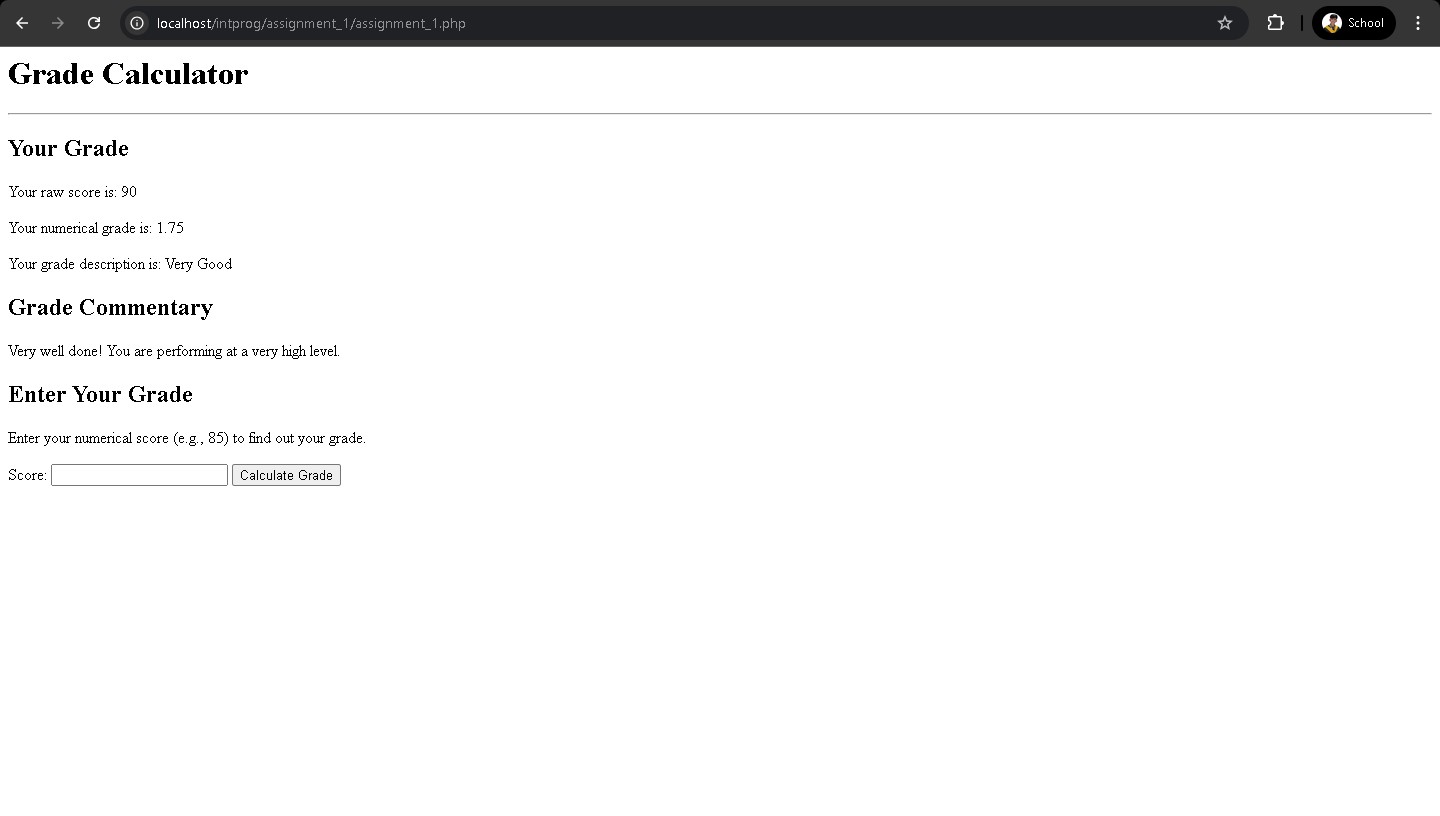 localhost/intprog/assignment_1/assignment_1.php
School
Grade Calculator
Your Grade
Your raw score is: 90
Your numerical grade is: 1.75
Your grade description is: Very Good
Grade Commentary
Very well done! You are performing at a very high level.
Enter Your Grade
Enter your numerical score (e.g., 85) to find out your grade.
Score: Calculate Grade